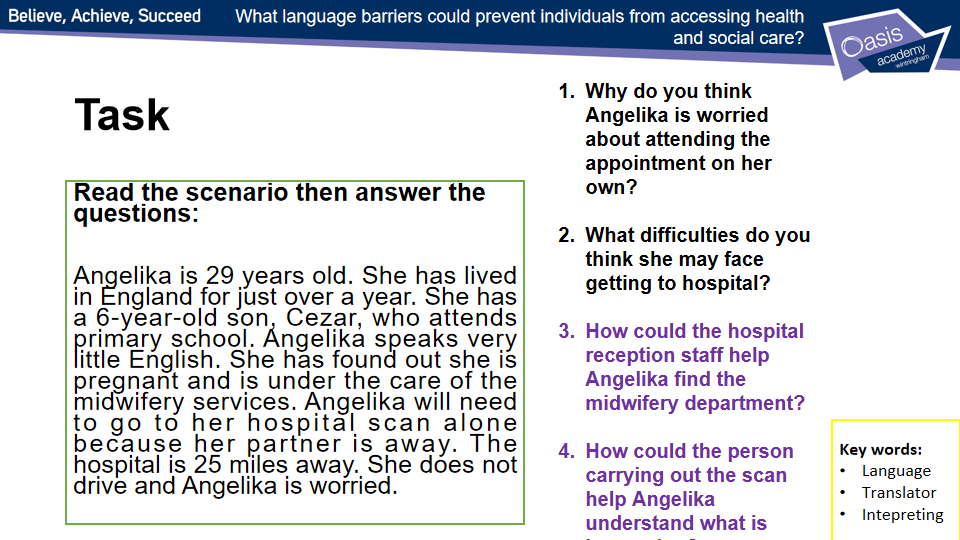 Believe, Achieve, Succeed
What language barriers could prevent individuals from accessing health
and social care?
Oasis
academy
wintringham
Task
Read the scenario then answer the
questions:
Angelika is 29 years old. She has lived
in England for just over a year. She has
a 6-year-old son, Cezar, who attends
primary school. Angelika speaks very
little English. She has found out she is
pregnant and is under the care of the
midwifery services. Angelika will need
to go to her hospital scan alone
because her partner is away. The
hospital is 25 miles away. She does not
drive and Angelika is worried.
1. Why do you think
Angelika is worried
about attending the
appointment on her
own?
2. What difficulties do you
think she may face
getting to hospital?
3. How could the hospital
reception staff help
Angelika find the
midwifery department?
4. How could the person
carrying out the scan
help Angelika
understand what is
Key words:
• Language
• Translator
• Intepreting